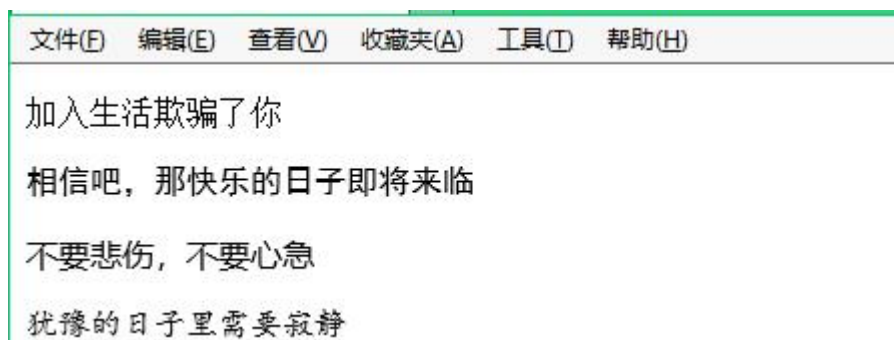 文件(F) 编辑(E) 查看(V) 收藏夹(A) 工具(T) 帮助(H)
加入生活欺骗了你
相信吧，那快乐的日子即将来临
不要悲伤，不要心急
犹豫的日子里需要寂静